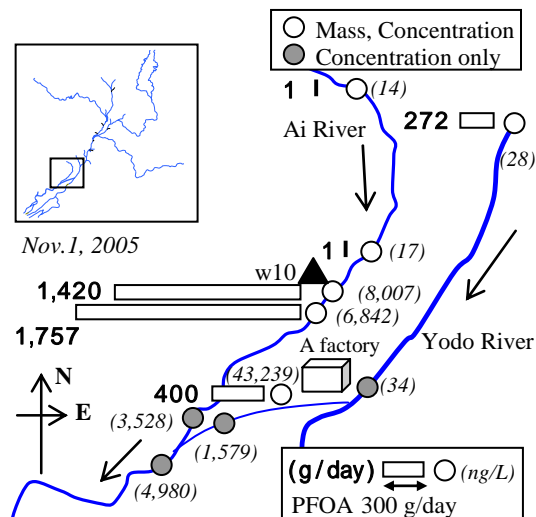 Mass, Concentration
Concentration only
1 (14)
Ai River
272
(28)
Nov.1, 2005
1 (17)
w10
1,420
(8,007)
(6,842)
1,757
A factory
Yodo River
N
E
400
(43,239)
(34)
(3,528)
(1,579)
(4,980)
(g/day) (ng/L)
PFOA 300 g/day